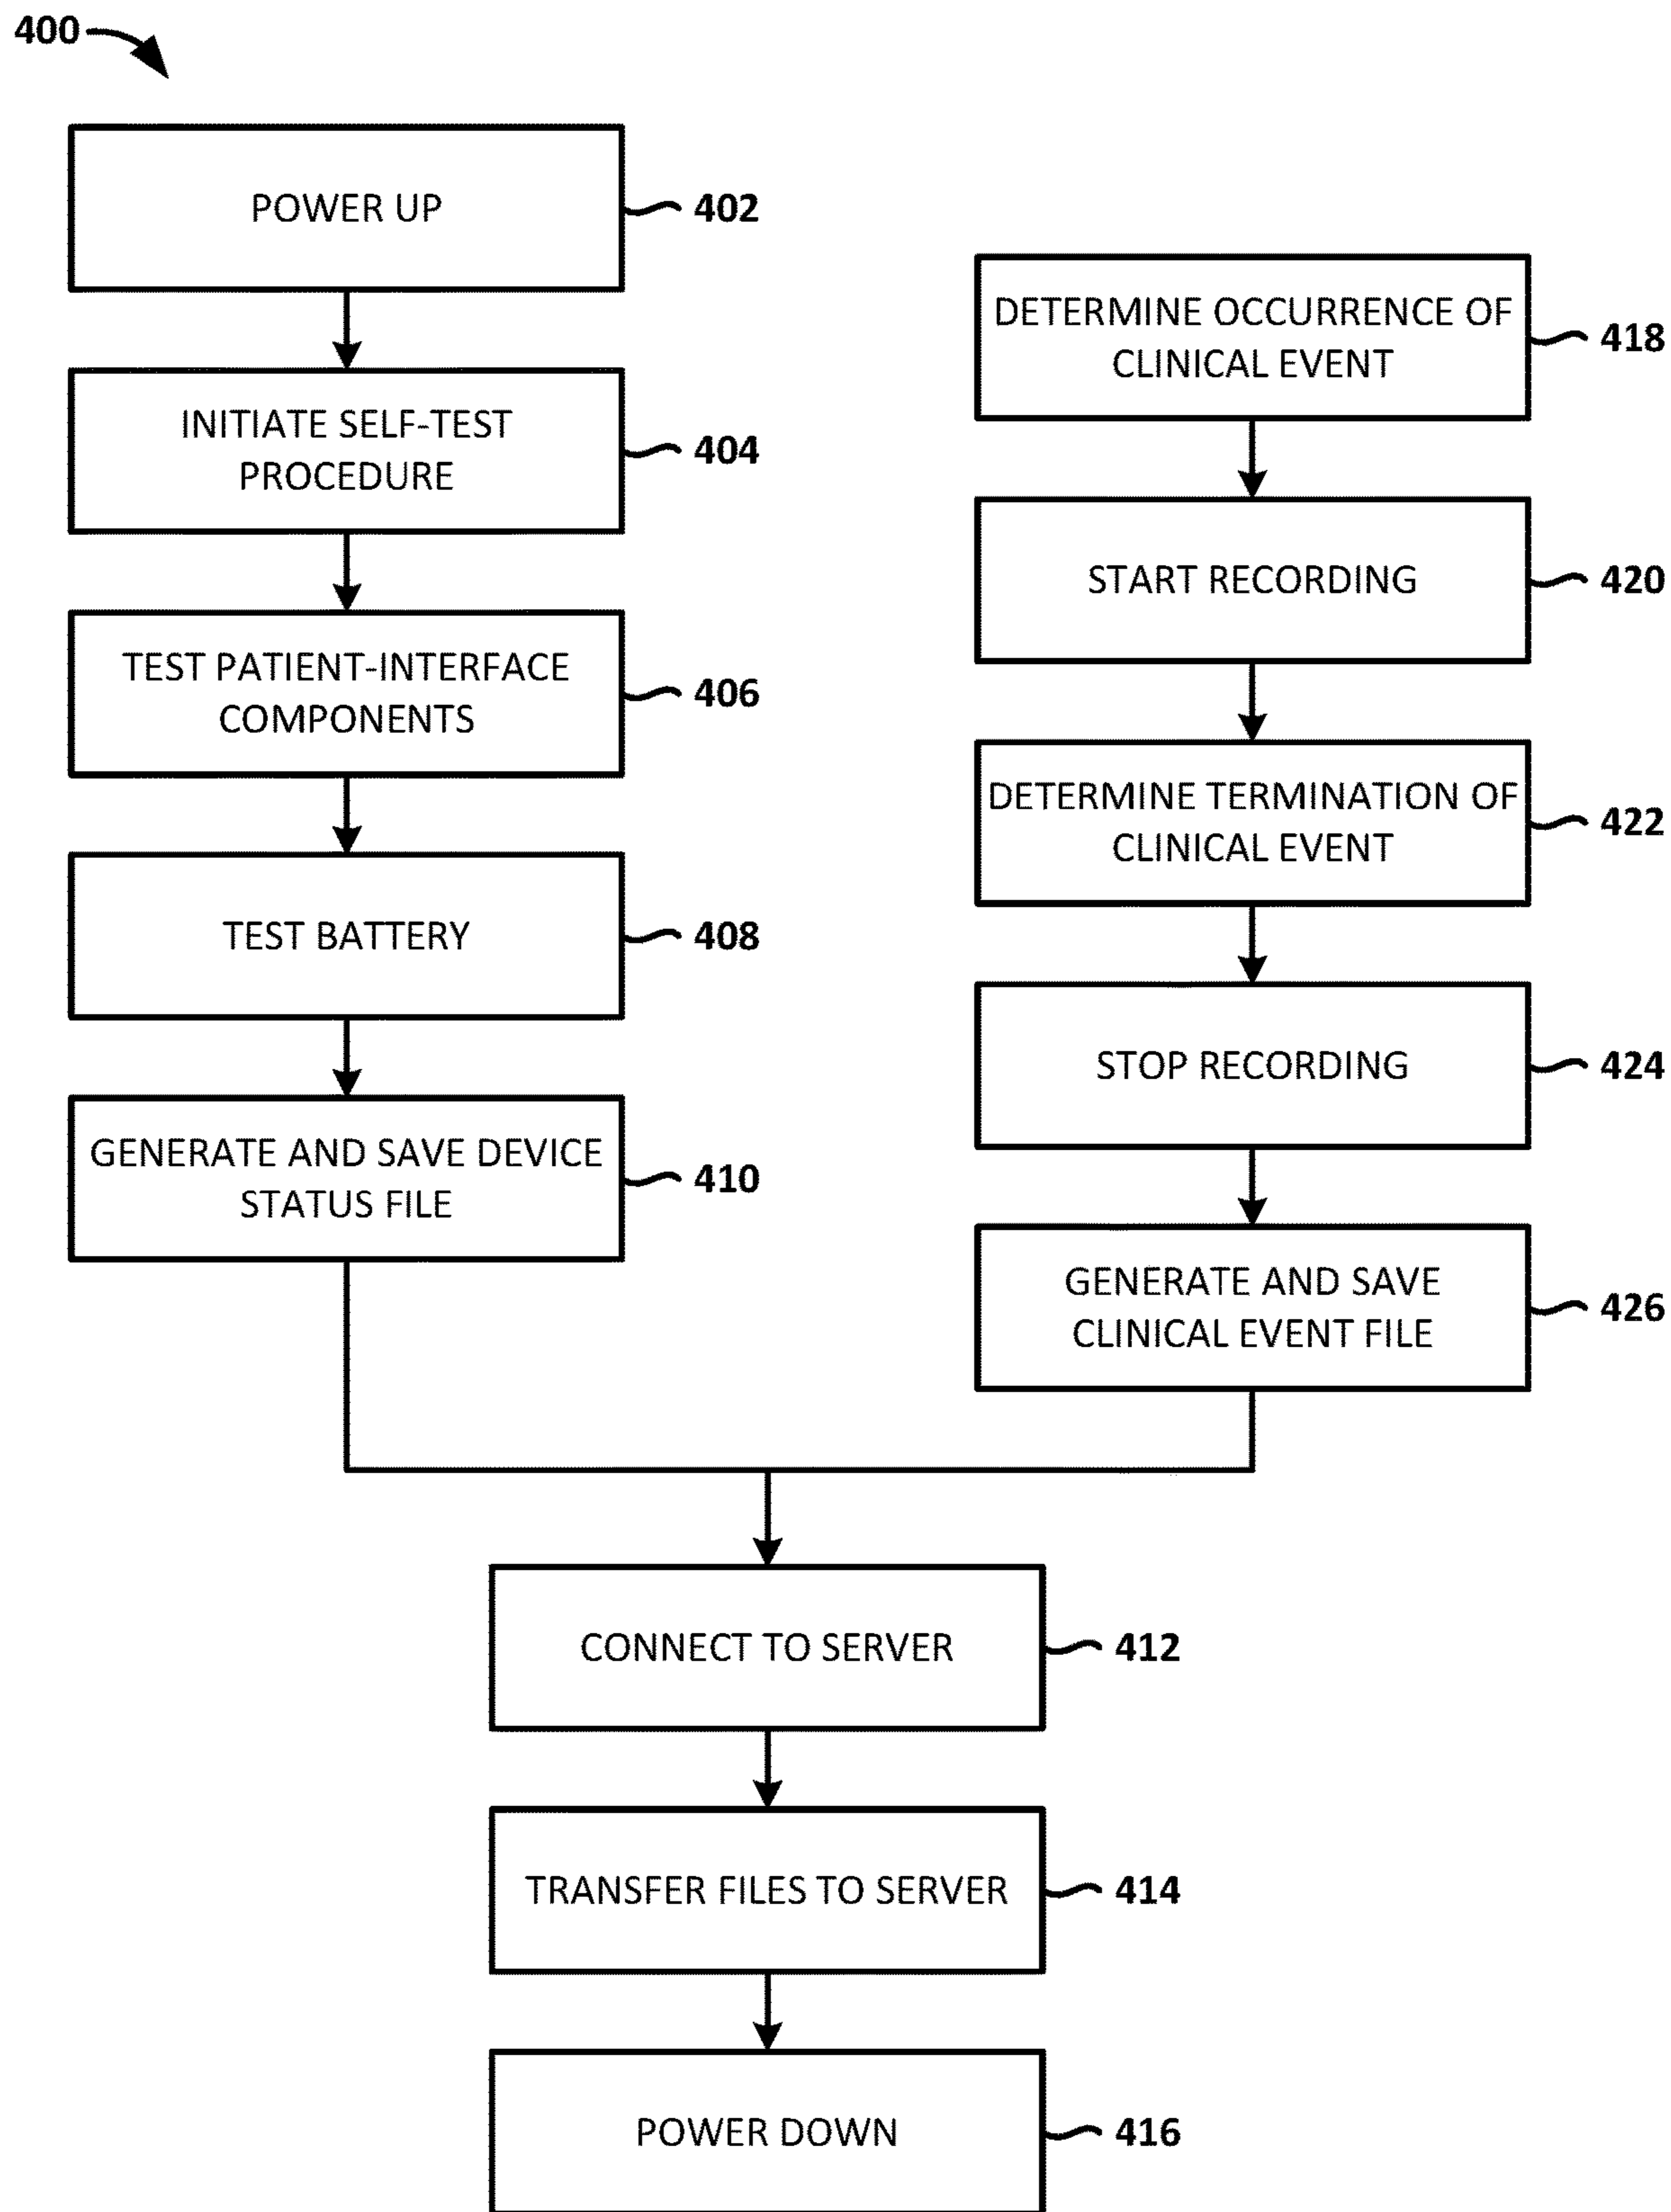 400
POWER UP
402
INITIATE SELF-TEST
PROCEDURE
404
TEST PATIENT-INTERFACE
COMPONENTS
406
TEST BATTERY
408
GENERATE AND SAVE DEVICE
STATUS FILE
410
DETERMINE OCCURRENCE OF
CLINICAL EVENT
418
START RECORDING
420
DETERMINE TERMINATION OF
CLINICAL EVENT
422
STOP RECORDING
424
GENERATE AND SAVE
CLINICAL EVENT FILE
426
CONNECT TO SERVER
412
TRANSFER FILES TO SERVER
414
POWER DOWN
416